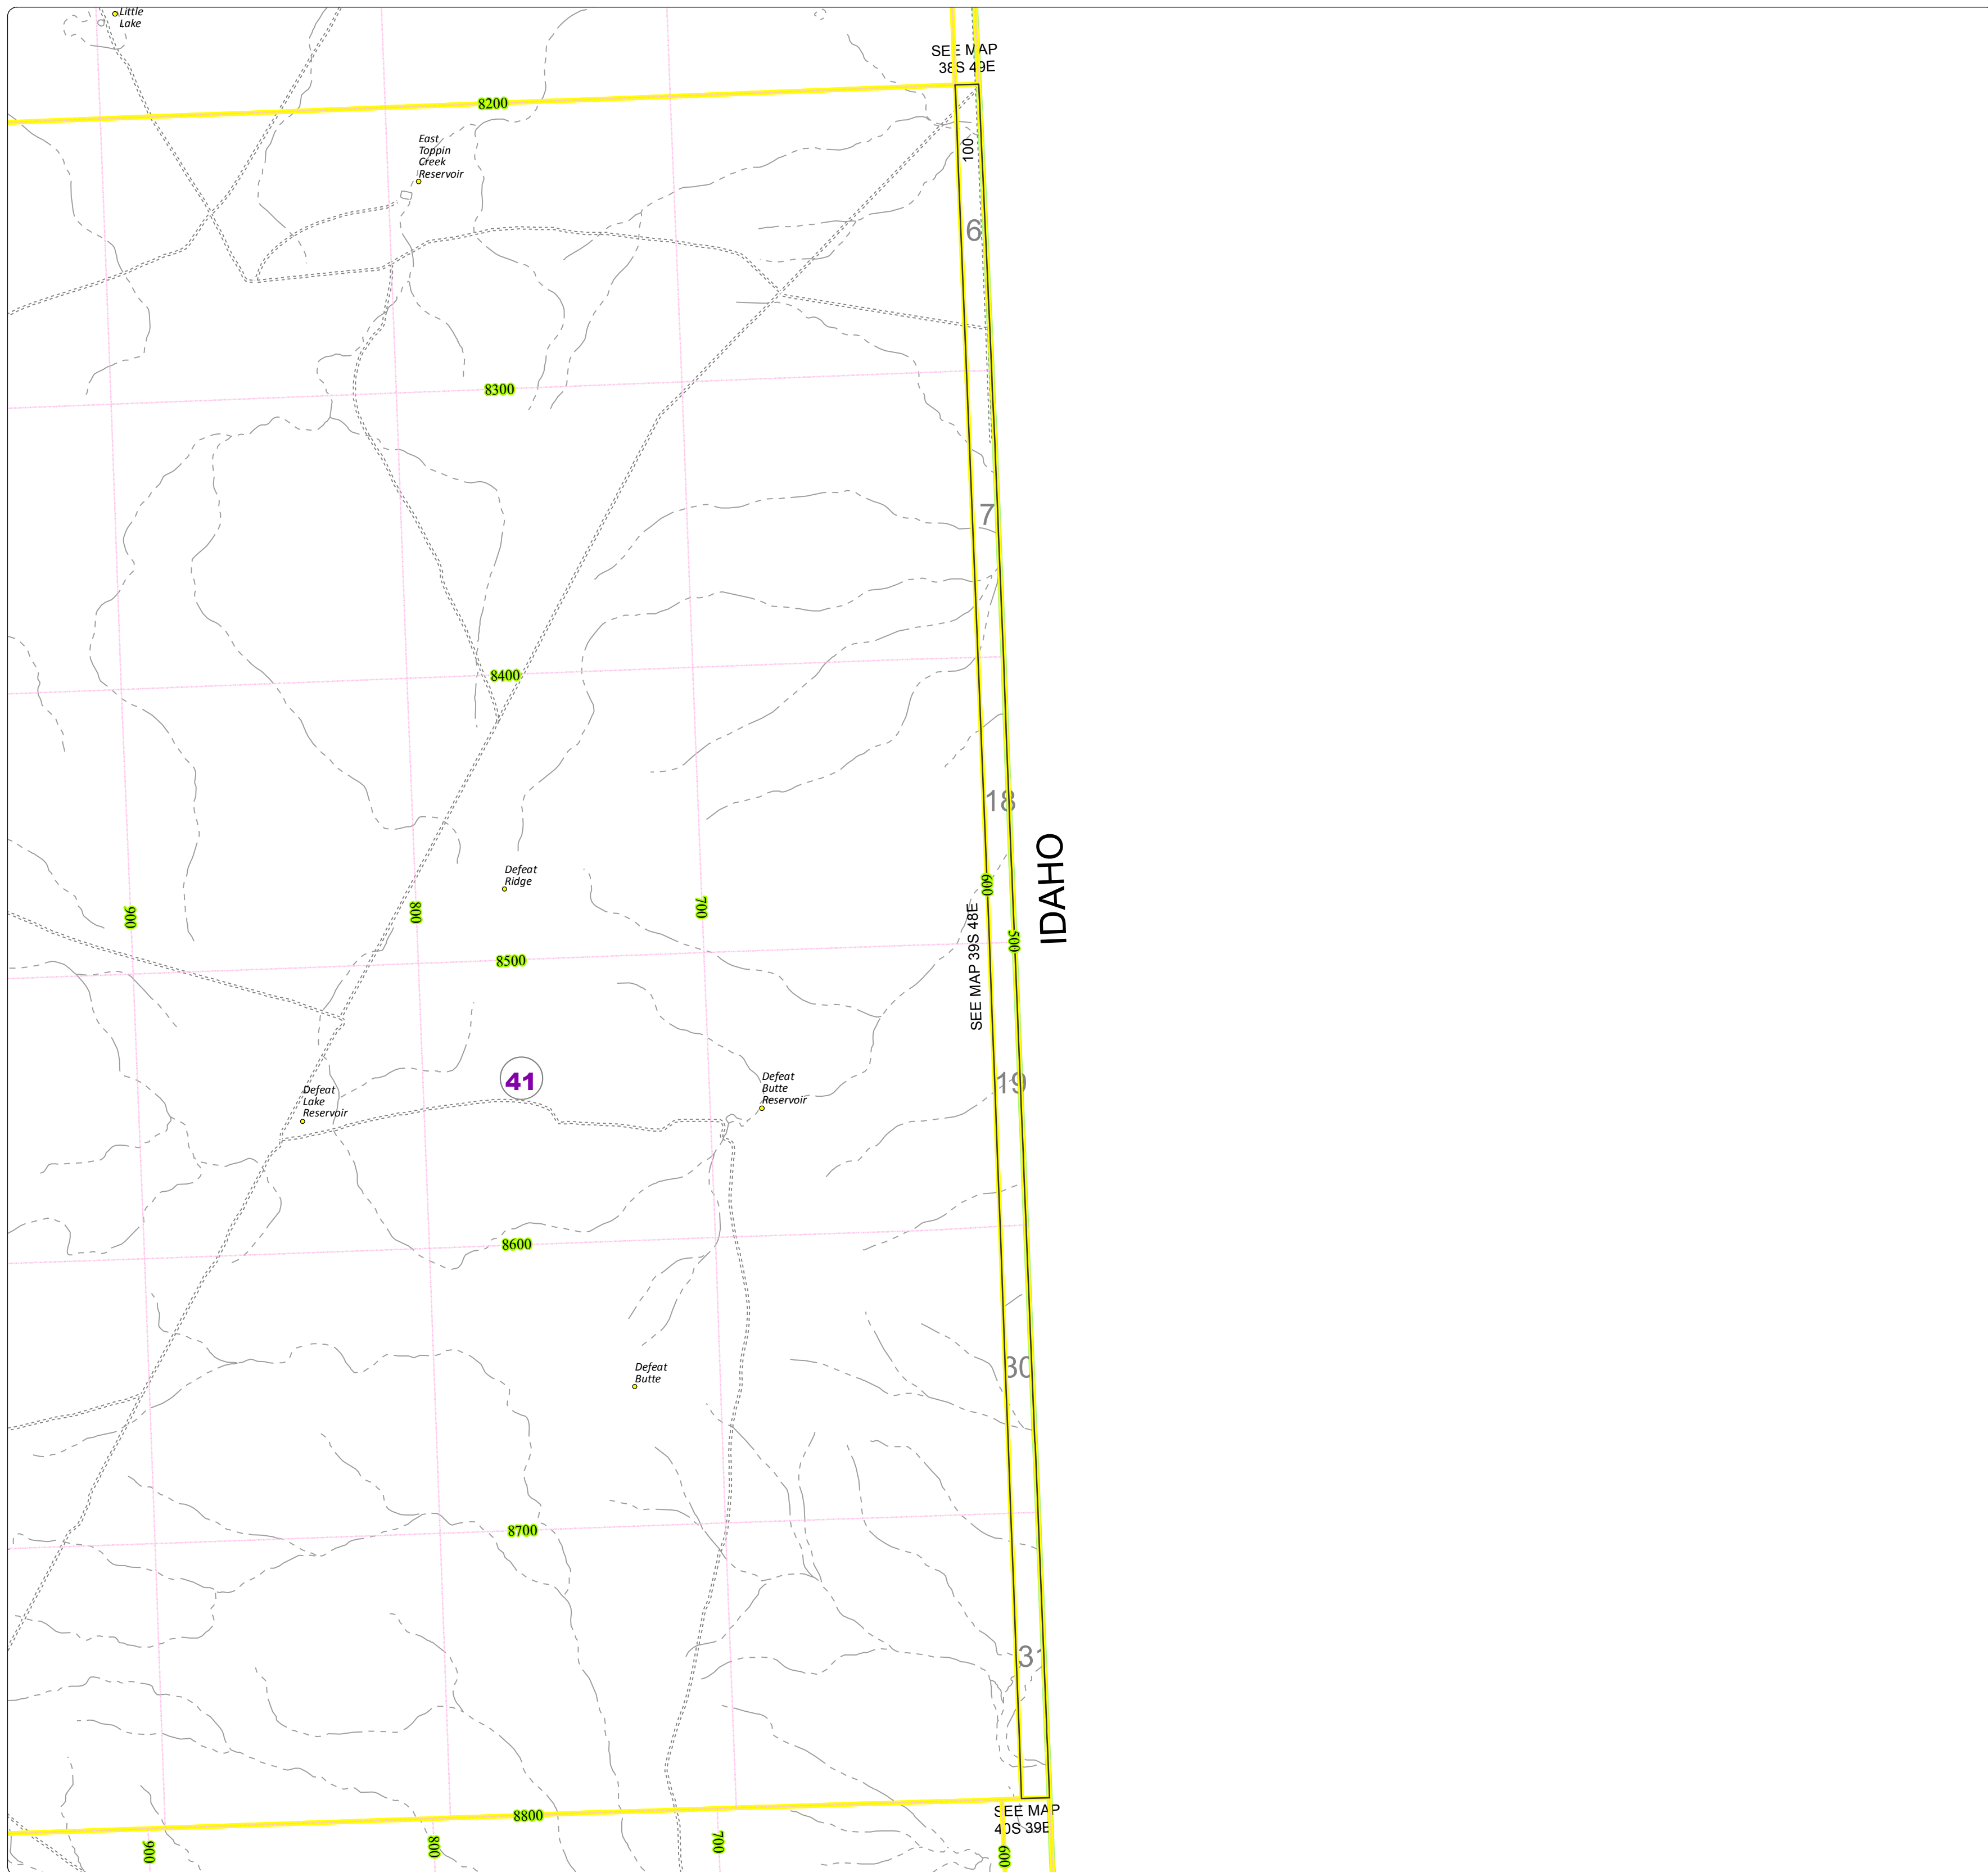 Little
Lake
SEE MAP
38S 49E
8200
East
Toppin
Creek
Reservoir
100
6
8300
7
8400
18
IDAHO
Defeat
Ridge
600
900
800
700
SEE MAP 39S 48E
500
8500
41
19
Defeat
Butte
Reservoir
Defeat
Lake
Reservoir
8600
30
Defeat
Butte
8700
31
8800
SEE MAP
40S 39E
900
800
700
600